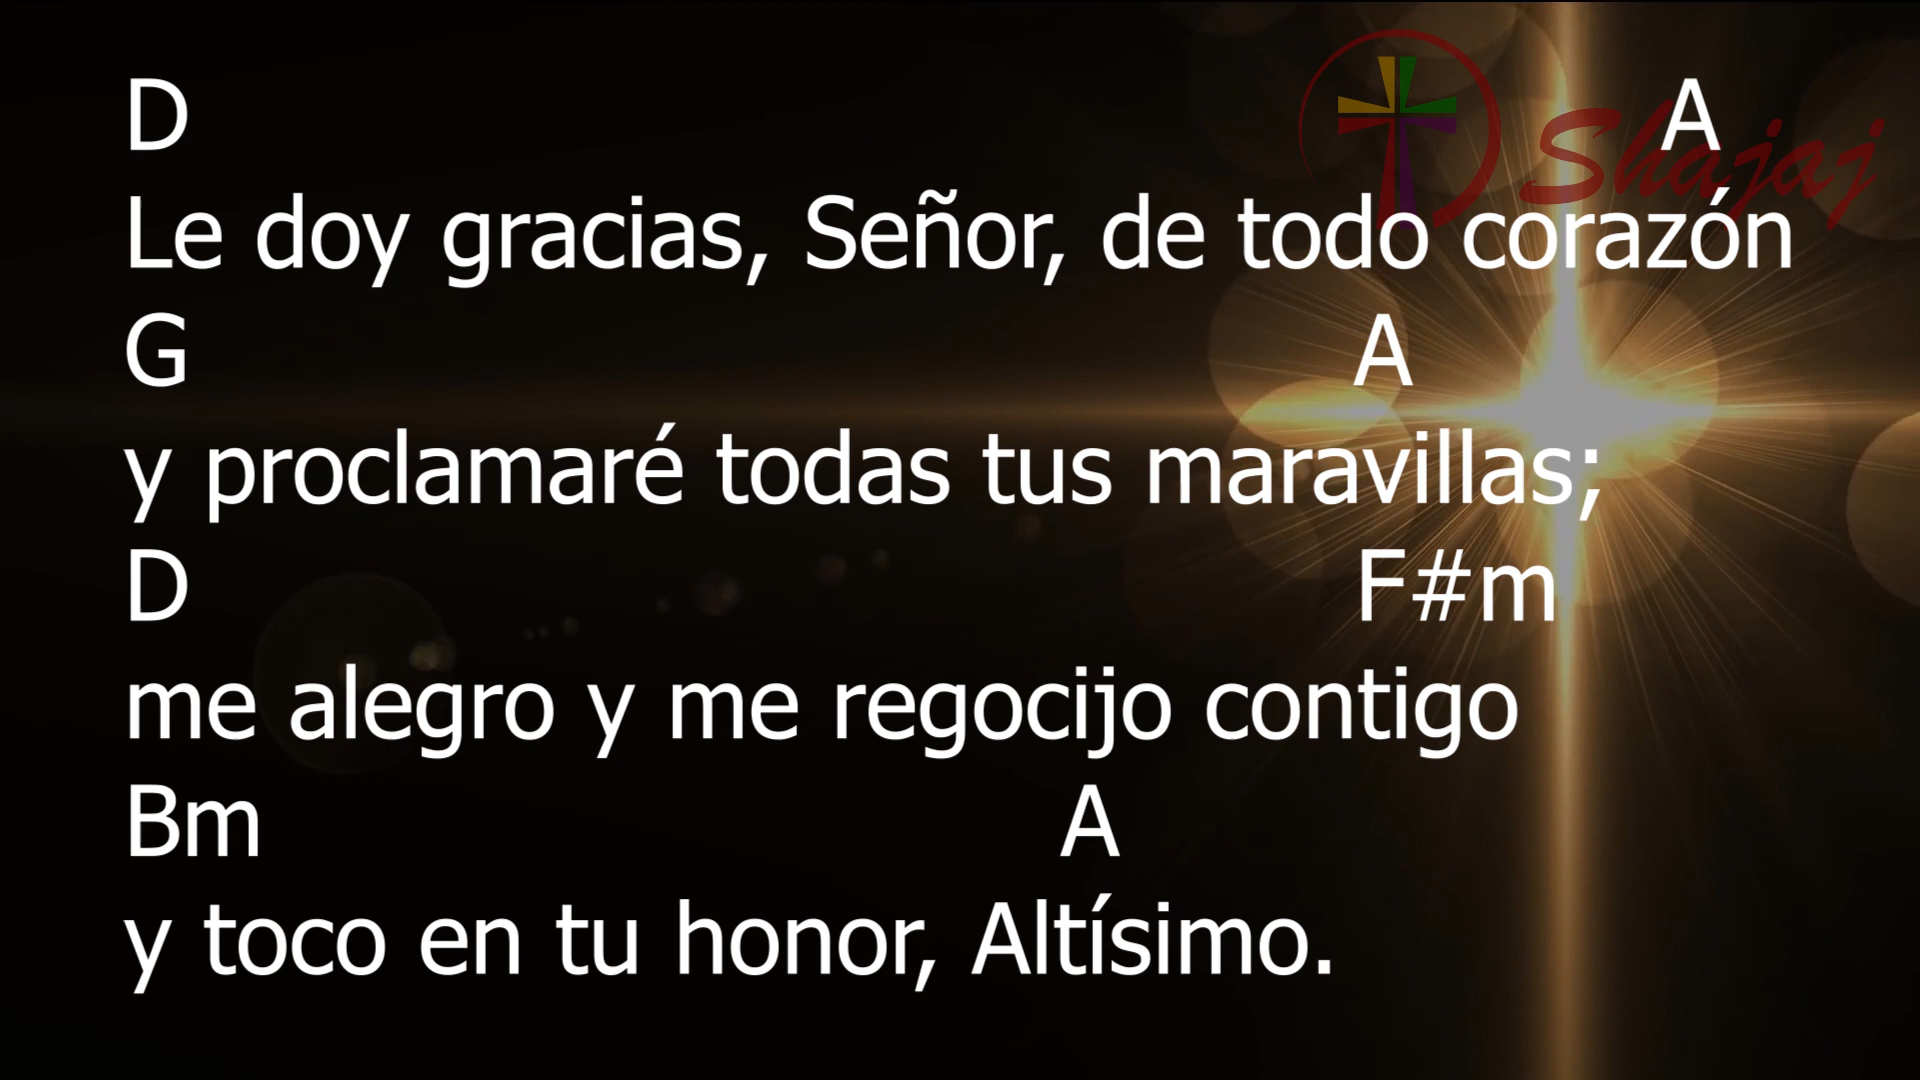 D A
Shajaj
Le doy gracias, Señor, de todo corazón
G A
y proclamaré todas tus maravillas;
D F#m
me alegro y me regocijo contigo
Bm A
y toco en tu honor, Altísimo.